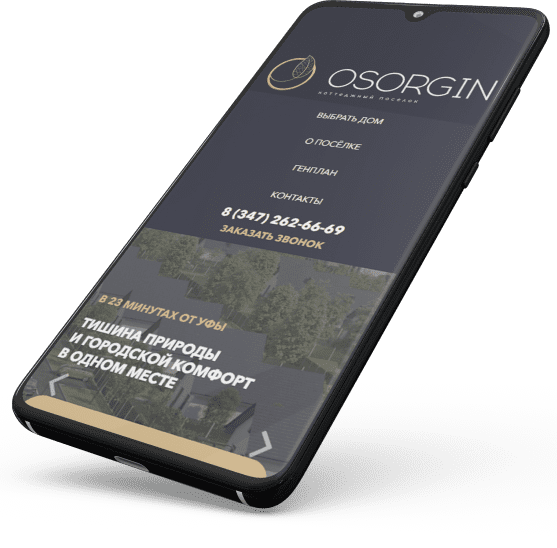 OSORGIN
КОТТЕДЖНЫЙ ПОСЁЛОК
ВЫБРАТЬ ДОМ
О ПОСЁЛКЕ
ГЕНПЛАН
КОНТАКТЫ
8 (347) 262-66-69
ЗАКАЗАТЬ ЗВОНОК
В 23 МИНУТАХ ОТ УФЫ
ТИШИНА ПРИРОДЫ
И ГОРОДСКОЙ КОМФОРТ
В ОДНОМ МЕСТЕ